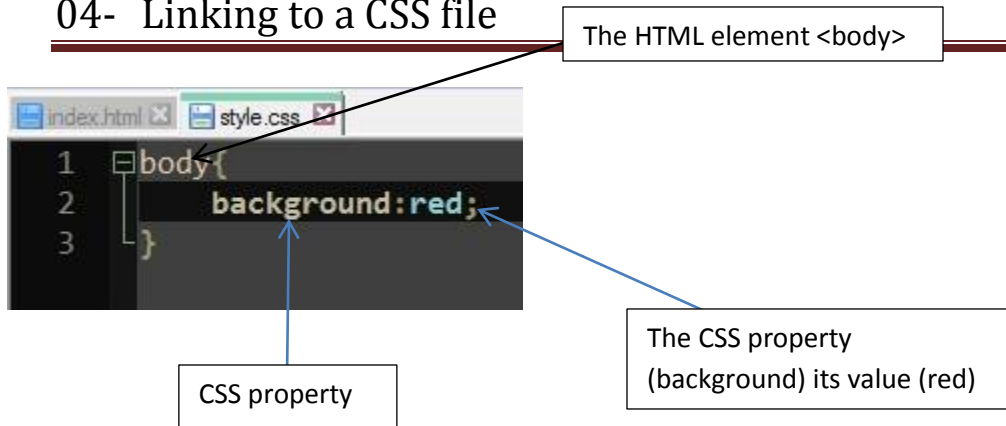 04- Linking to a CSS file
The HTML element <body>
index.html style.css
1 body{
2 background:red;
3 }
The CSS property
(background) its value (red)
CSS property